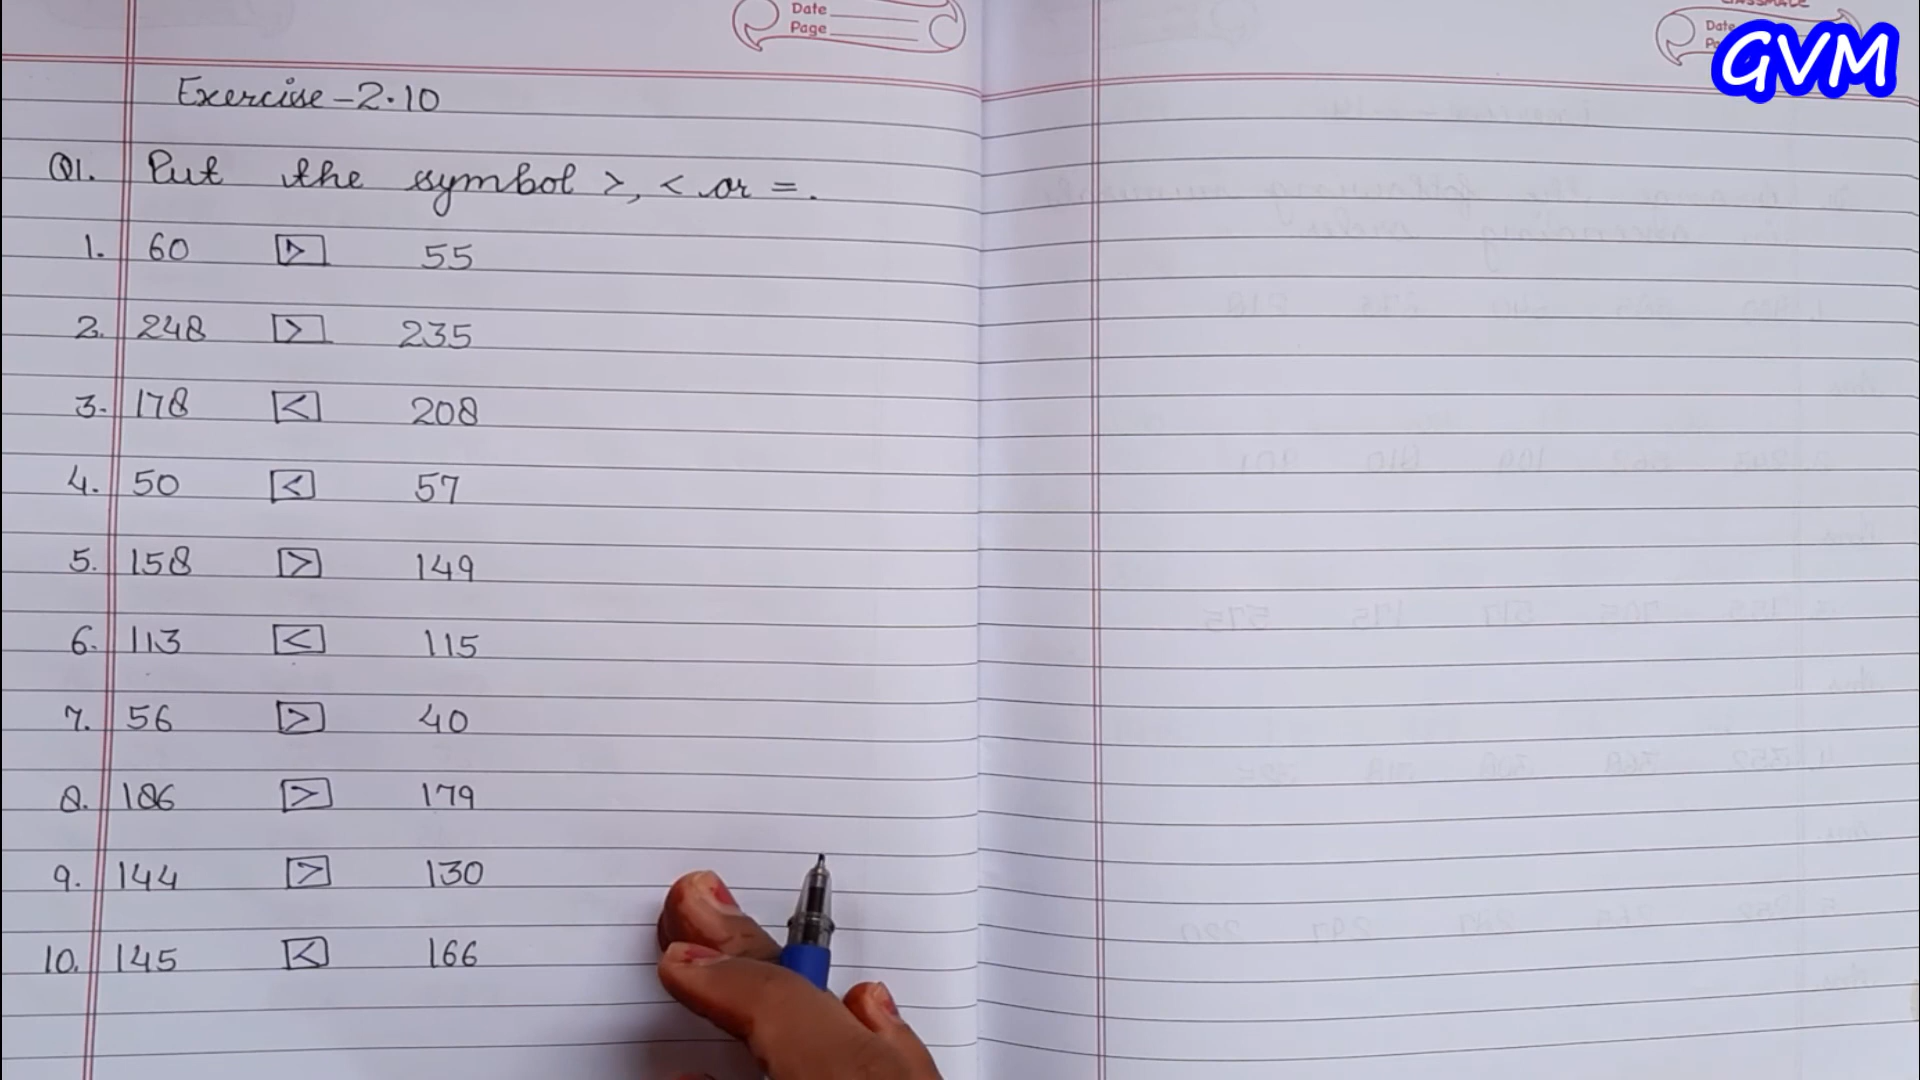 Date
Page
CLASSMATE
Date
GVM
Exercise-2.10
Q1. Put the symbol >, < or =.
1. 60 > 55
2. 248 > 235
3. 178 < 208
4. 50 < 57
5. 158 > 149
6. 113 < 115
7. 56 > 40
8. 186 > 179
9. 144 > 130
10. 145 < 166